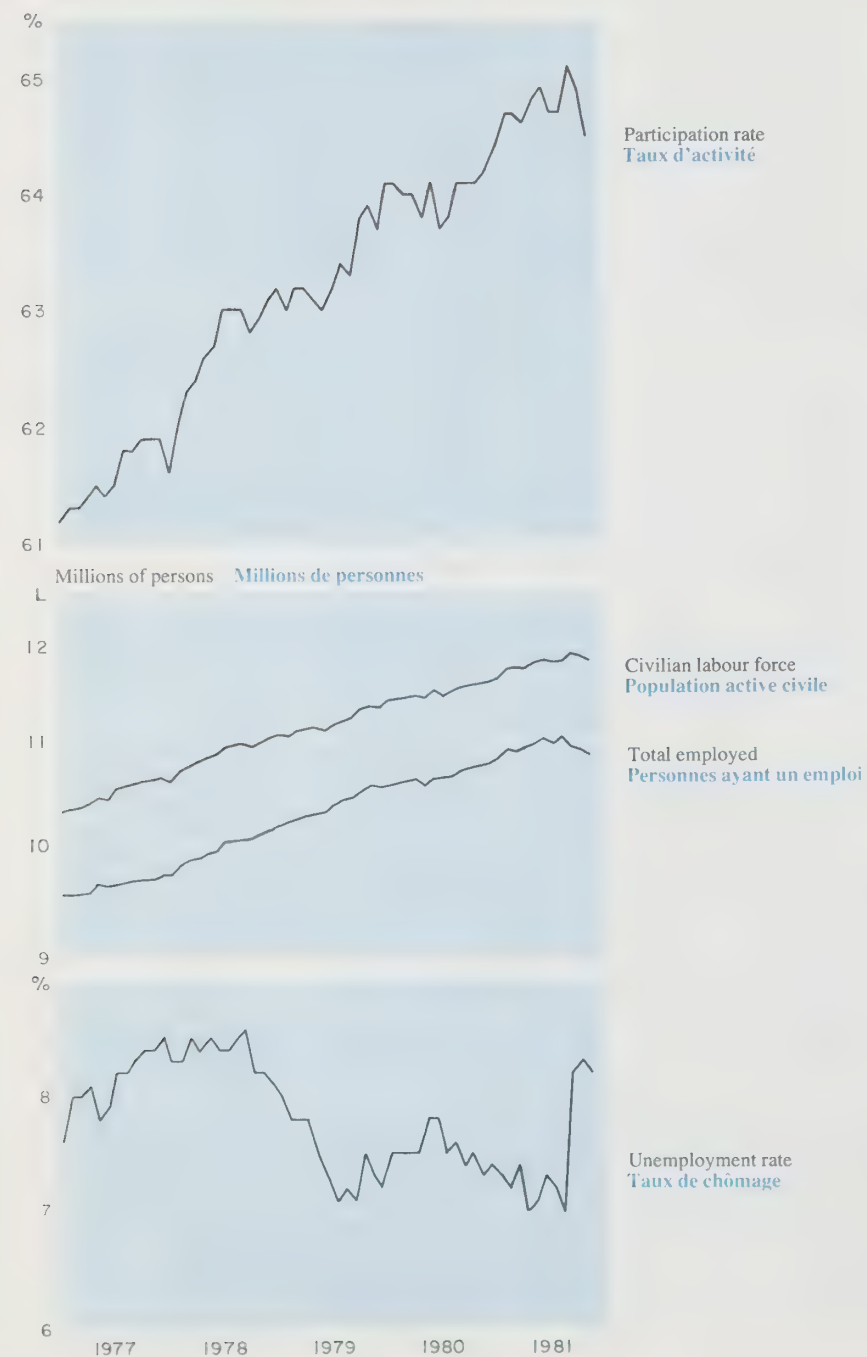 %
65
64
63
62
61
Participation rate
Taux d'activité
Millions of persons Millions de personnes
L
12
11
10
9
Civilian labour force
Population active civile
Total employed
Personnes ayant un emploi
%
8
7
6
Unemployment rate
Taux de chômage
1977 1978 1979 1980 1981